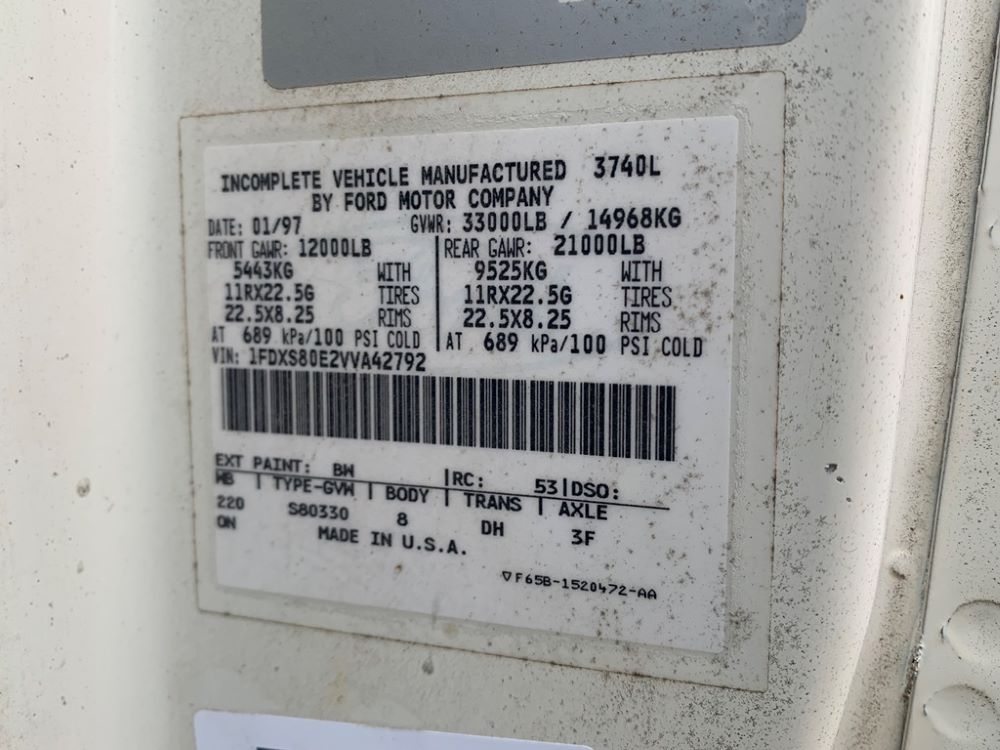 INCOMPLETE VEHICLE MANUFACTURED 3740L
BY FORD MOTOR COMPANY
DATE: 01/97 GVWR: 33000LB / 14968KG
FRONT GAWR: 12000LB REAR GAWR: 21000LB
5443KG WITH 9525KG WITH
11RX22.5G TIRES 11RX22.5G TIRES
22.5X8.25 RIMS 22.5X8.25 RIMS
AT 689 kPa/100 PSI COLD AT 689 kPa/100 PSI COLD
VIN: 1FDXS80E2VVA42792
EXT PAINT: BW |RC: 53|DSO:
WB | TYPE-GVW | BODY | TRANS | AXLE
220 S80330 8 DH 3F
ON MADE IN U.S.A.
▽F65B-1520472-AA